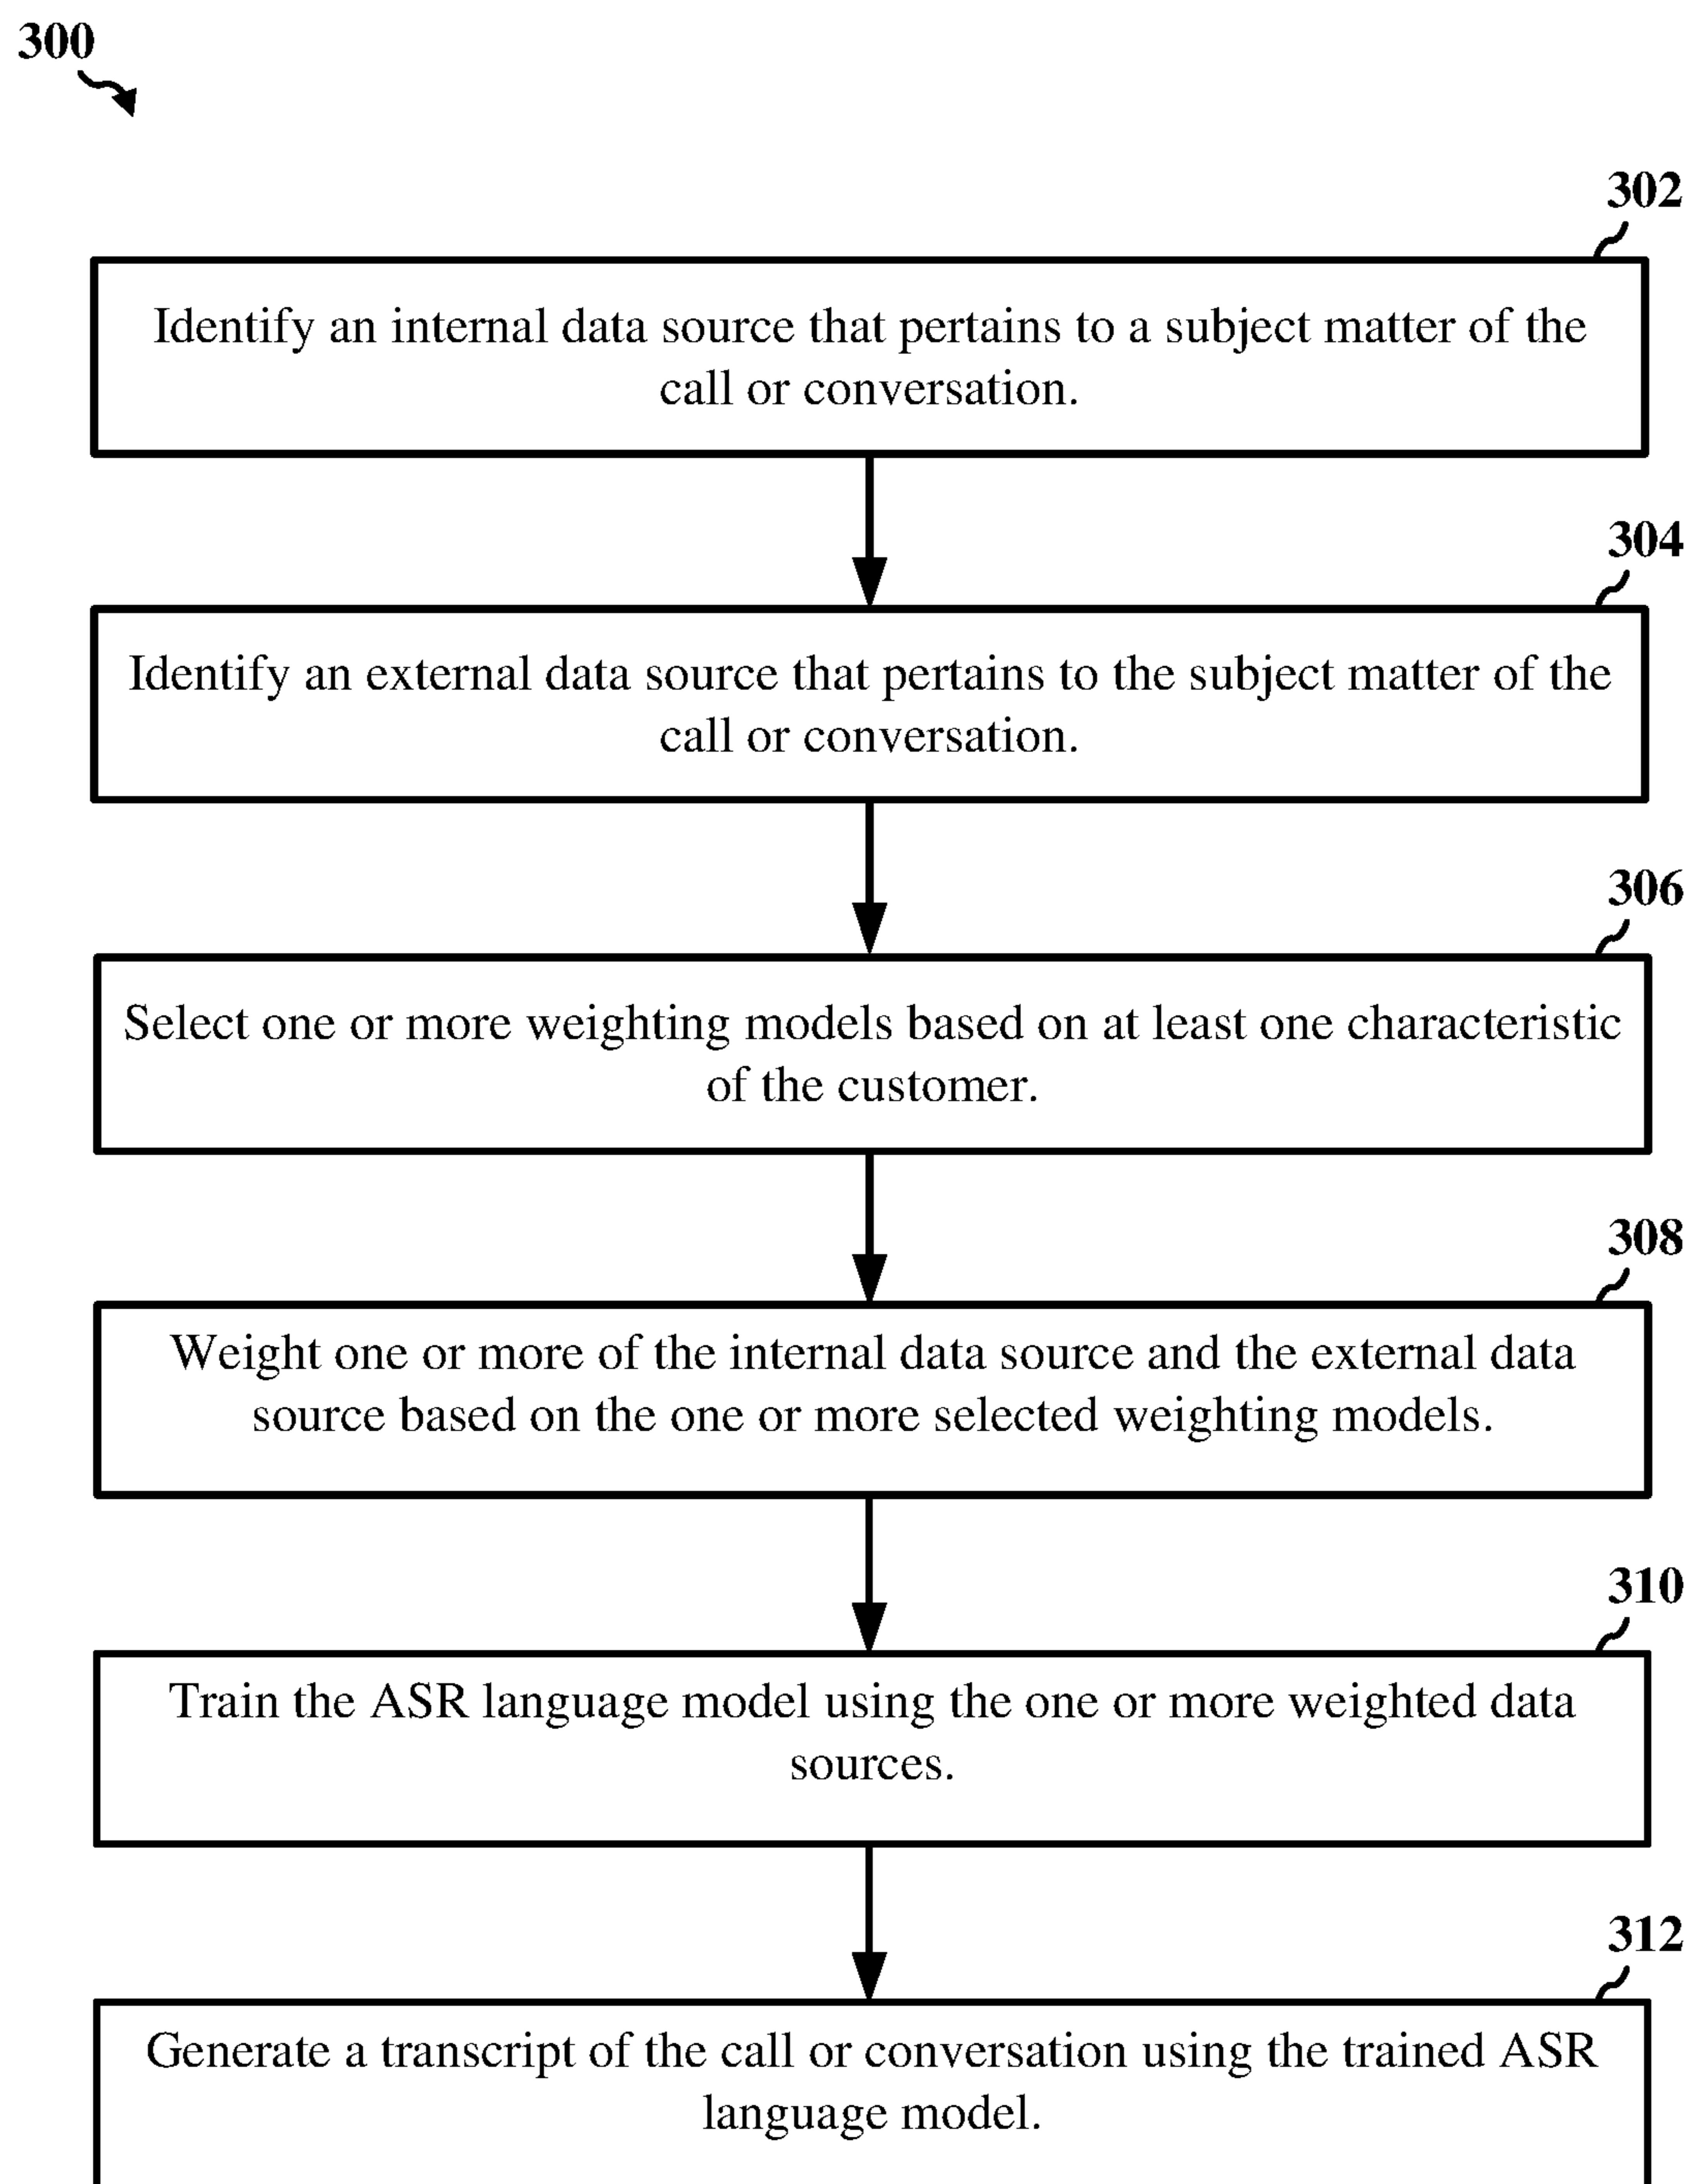 300
302
Identify an internal data source that pertains to a subject matter of the
call or conversation.
304
Identify an external data source that pertains to the subject matter of the
call or conversation.
306
Select one or more weighting models based on at least one characteristic
of the customer.
308
Weight one or more of the internal data source and the external data
source based on the one or more selected weighting models.
310
Train the ASR language model using the one or more weighted data
sources.
312
Generate a transcript of the call or conversation using the trained ASR
language model.